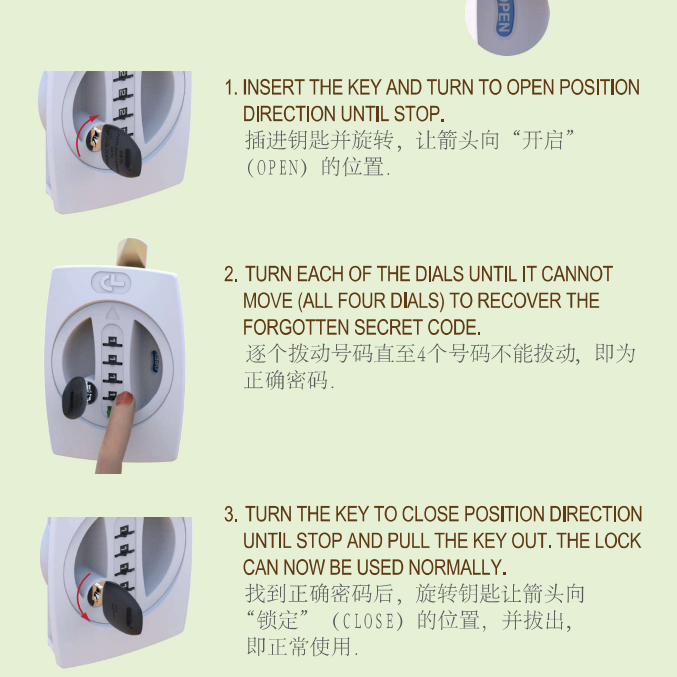 OPEN
1. INSERT THE KEY AND TURN TO OPEN POSITION
DIRECTION UNTIL STOP.
插进钥匙并旋转, 让箭头向 “开启”
(OPEN) 的位置.
2. TURN EACH OF THE DIALS UNTIL IT CANNOT
MOVE (ALL FOUR DIALS) TO RECOVER THE
FORGOTTEN SECRET CODE.
逐个拨动号码直至4个号码不能拨动, 即为
正确密码.
3. TURN THE KEY TO CLOSE POSITION DIRECTION
UNTIL STOP AND PULL THE KEY OUT. THE LOCK
CAN NOW BE USED NORMALLY.
找到正确密码后, 旋转钥匙让箭头向
“锁定” (CLOSE) 的位置, 并拔出,
即正常使用.